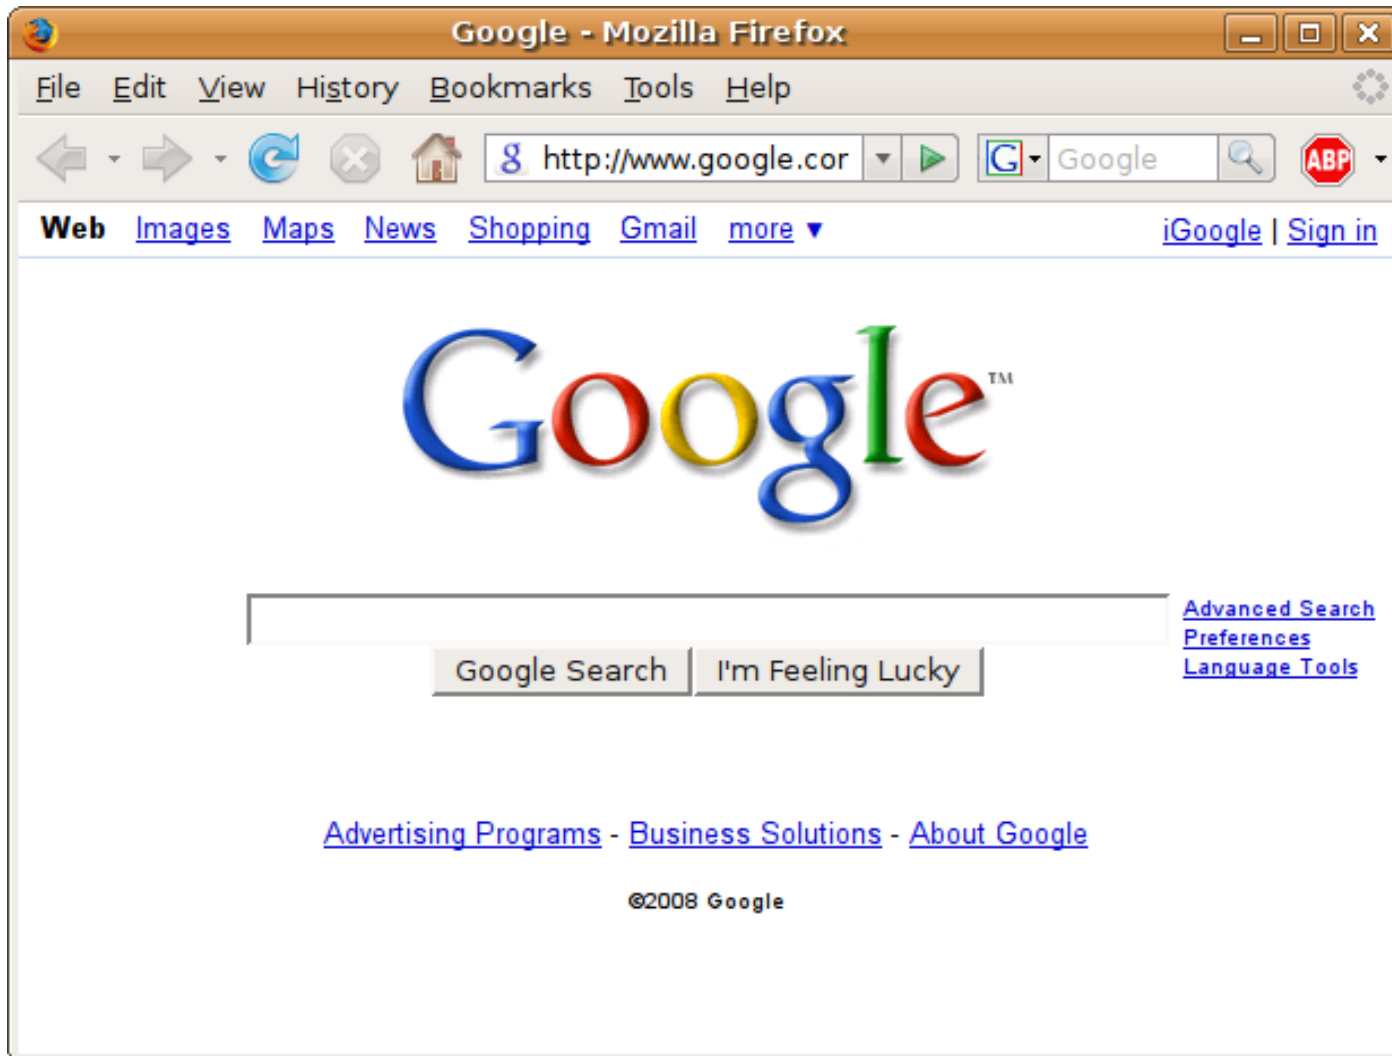 Google - Mozilla Firefox
File Edit View History Bookmarks Tools Help
g http://www.google.cor G Google ABP
Web Images Maps News Shopping Gmail more ▼ iGoogle | Sign in
Google™
Advanced Search
Preferences
Language Tools
Google Search I'm Feeling Lucky
Advertising Programs - Business Solutions - About Google
©2008 Google